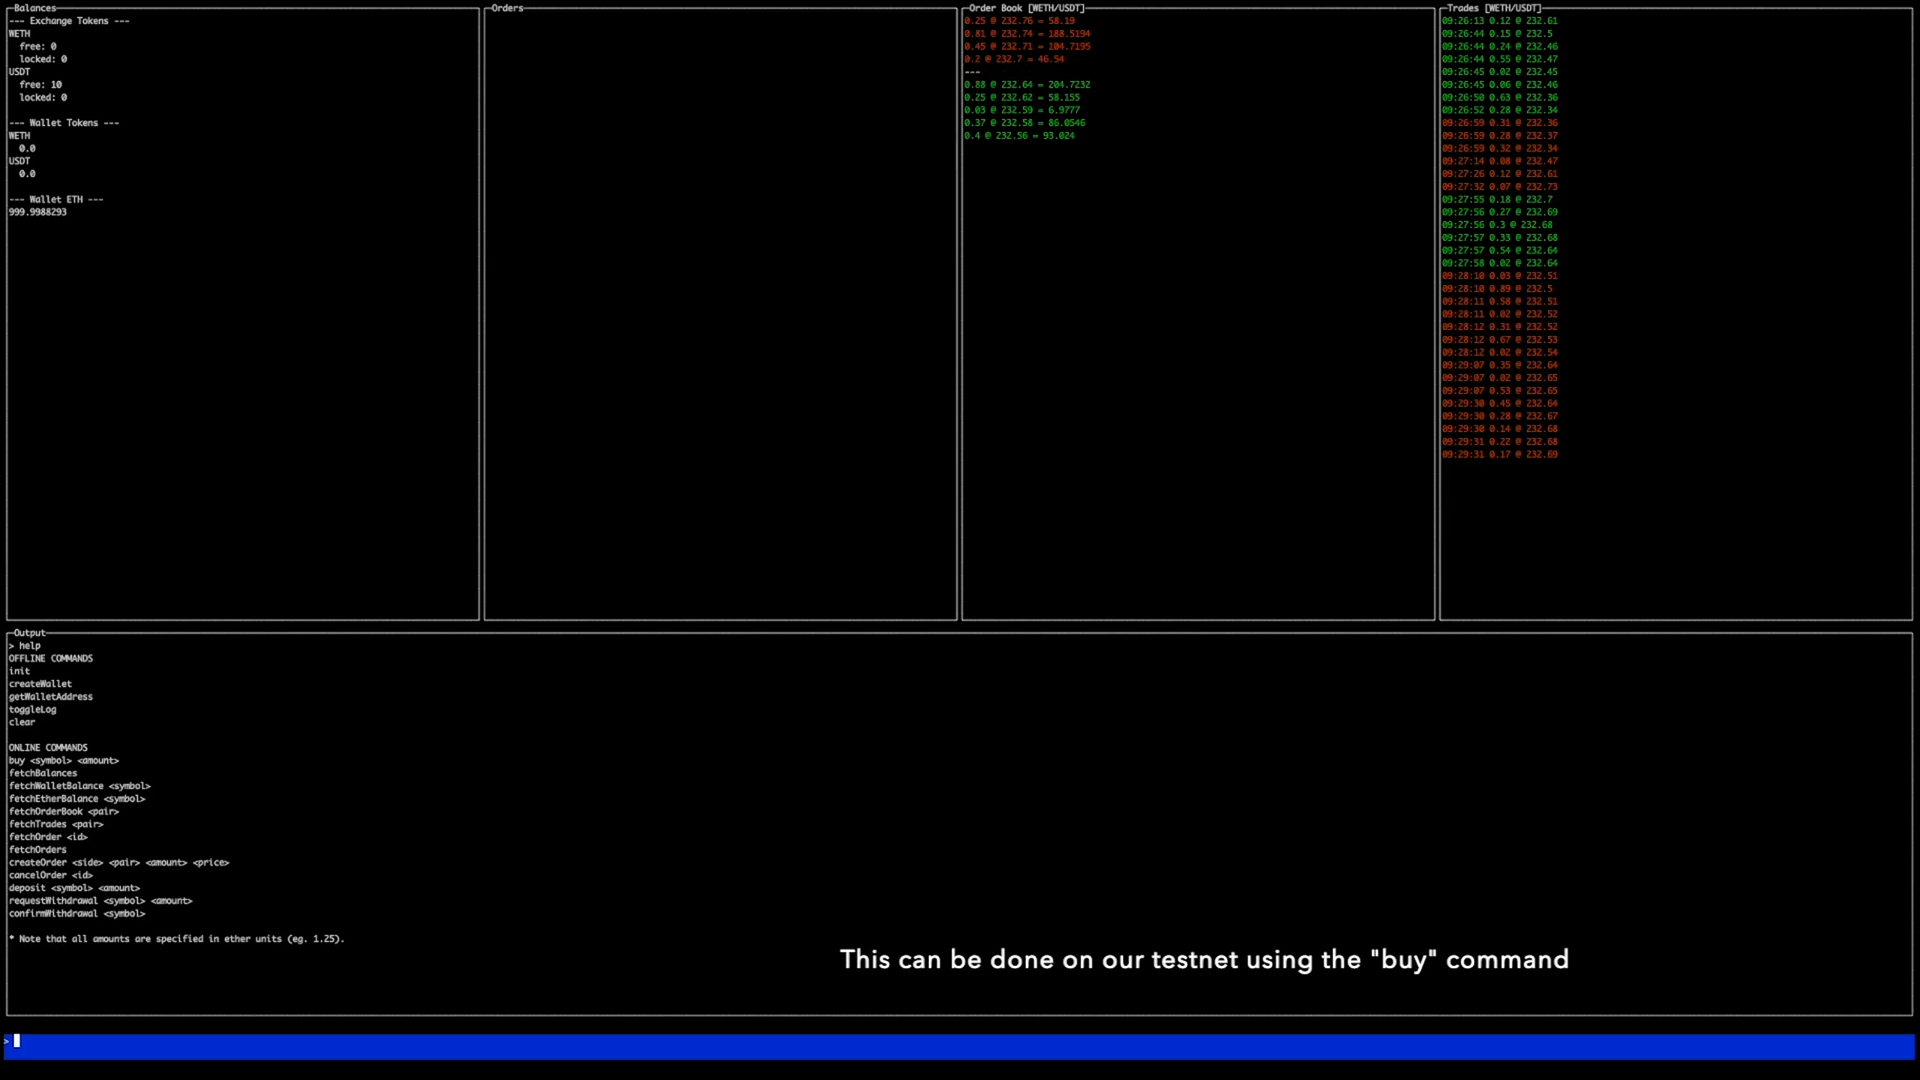 Balances
--- Exchange Tokens ---
WETH
free: 0
locked: 0
USDT
free: 10
locked: 0
--- Wallet Tokens ---
WETH
0.0
USDT
0.0
--- Wallet ETH ---
999.9988293
Orders
Order Book [WETH/USDT]
0.25 @ 232.76 = 58.19
0.81 @ 232.74 = 188.5194
0.45 @ 232.71 = 104.7195
0.2 @ 232.7 = 46.54
---
0.88 @ 232.64 = 204.7232
0.25 @ 232.62 = 58.155
0.03 @ 232.59 = 6.9777
0.37 @ 232.58 = 86.0546
0.4 @ 232.56 = 93.024
Trades [WETH/USDT]
09:26:13 0.12 @ 232.61
09:26:44 0.15 @ 232.5
09:26:44 0.24 @ 232.46
09:26:44 0.55 @ 232.47
09:26:45 0.02 @ 232.45
09:26:45 0.06 @ 232.46
09:26:50 0.63 @ 232.36
09:26:52 0.28 @ 232.34
09:26:59 0.31 @ 232.36
09:26:59 0.28 @ 232.37
09:26:59 0.32 @ 232.34
09:27:14 0.08 @ 232.47
09:27:26 0.12 @ 232.61
09:27:32 0.07 @ 232.73
09:27:55 0.18 @ 232.7
09:27:56 0.27 @ 232.69
09:27:56 0.3 @ 232.68
09:27:57 0.33 @ 232.68
09:27:57 0.54 @ 232.64
09:27:58 0.02 @ 232.64
09:28:10 0.03 @ 232.51
09:28:10 0.89 @ 232.5
09:28:11 0.58 @ 232.51
09:28:11 0.02 @ 232.52
09:28:12 0.31 @ 232.52
09:28:12 0.67 @ 232.53
09:28:12 0.02 @ 232.54
09:29:07 0.35 @ 232.64
09:29:07 0.02 @ 232.65
09:29:07 0.53 @ 232.65
09:29:30 0.45 @ 232.64
09:29:30 0.28 @ 232.67
09:29:30 0.14 @ 232.68
09:29:31 0.22 @ 232.68
09:29:31 0.17 @ 232.69
Output
> help
OFFLINE COMMANDS
init
createWallet
getWalletAddress
toggleLog
clear
ONLINE COMMANDS
buy <symbol> <amount>
fetchBalances
fetchWalletBalance <symbol>
fetchEtherBalance <symbol>
fetchOrderBook <pair>
fetchTrades <pair>
fetchOrder <id>
fetchOrders
createOrder <side> <pair> <amount> <price>
cancelOrder <id>
deposit <symbol> <amount>
requestWithdrawal <symbol> <amount>
confirmWithdrawal <symbol>
* Note that all amounts are specified in ether units (eg. 1.25).
This can be done on our testnet using the "buy" command
>